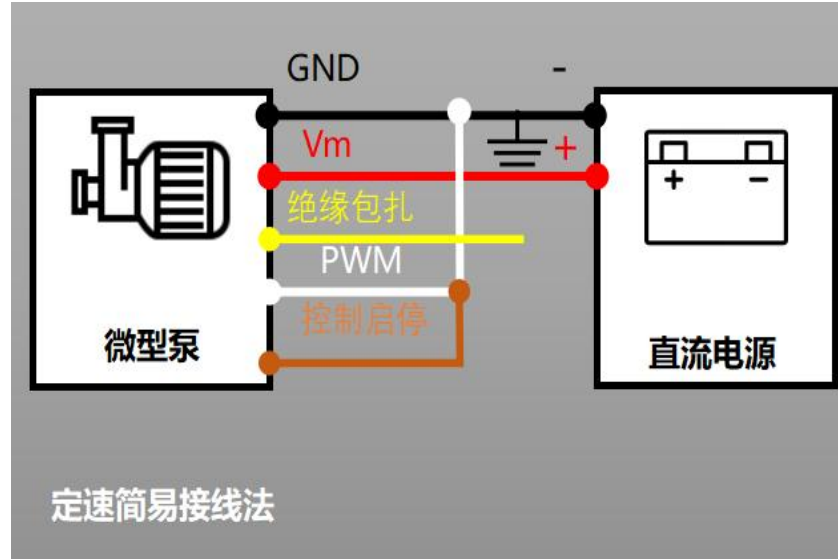 GND -
Vm +
绝缘包扎
PWM
控制启停
+ -
微型泵
直流电源
定速简易接线法